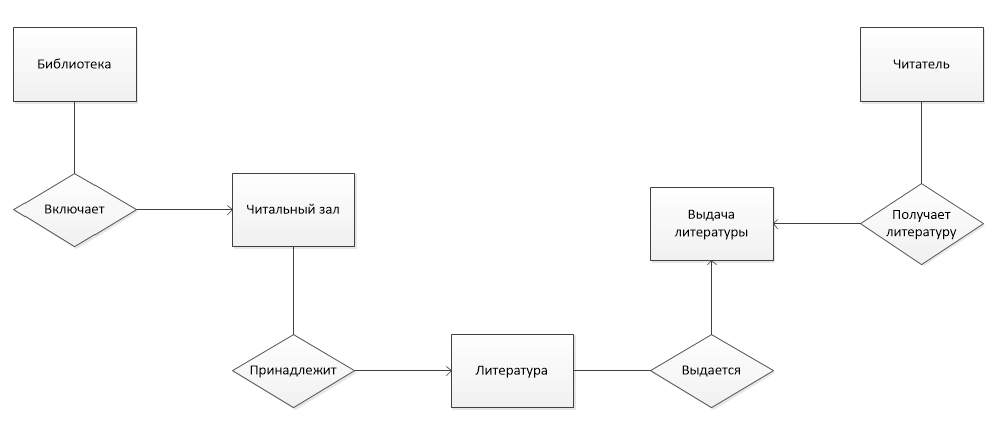 Библиотека
Читатель
Включает
Читальный зал
Выдача
литературы
Получает
литературу
Принадлежит
Литература
Выдается